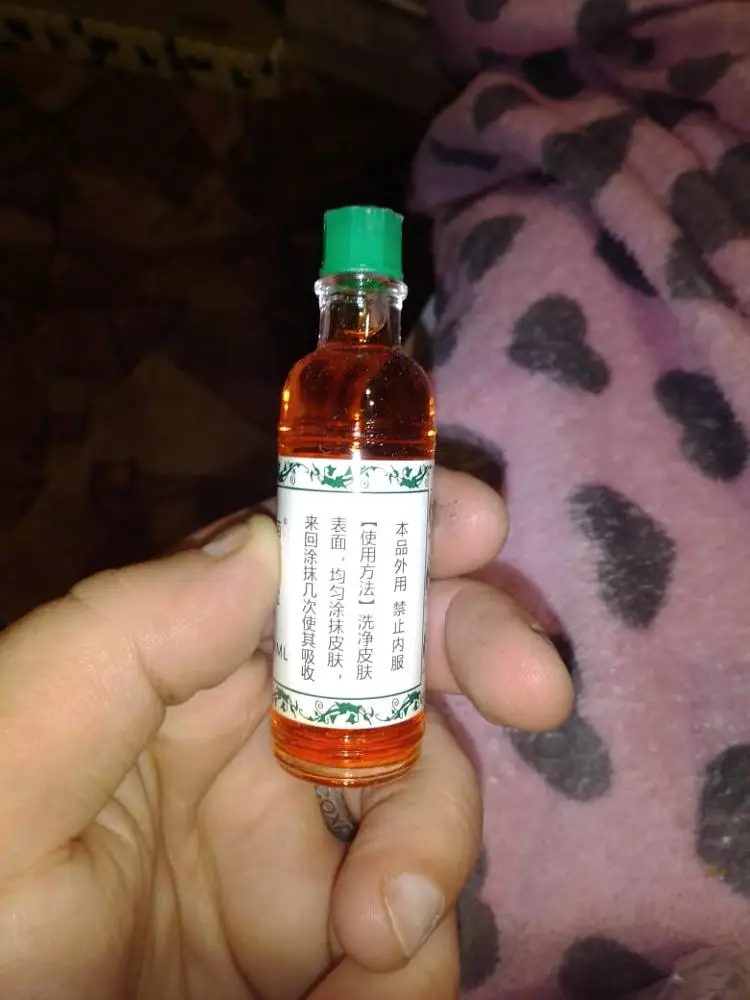 本品外用 禁止内服
【使用方法】洗净皮肤
表面，均匀涂抹皮肤，
来回涂抹几次使其吸收
ML